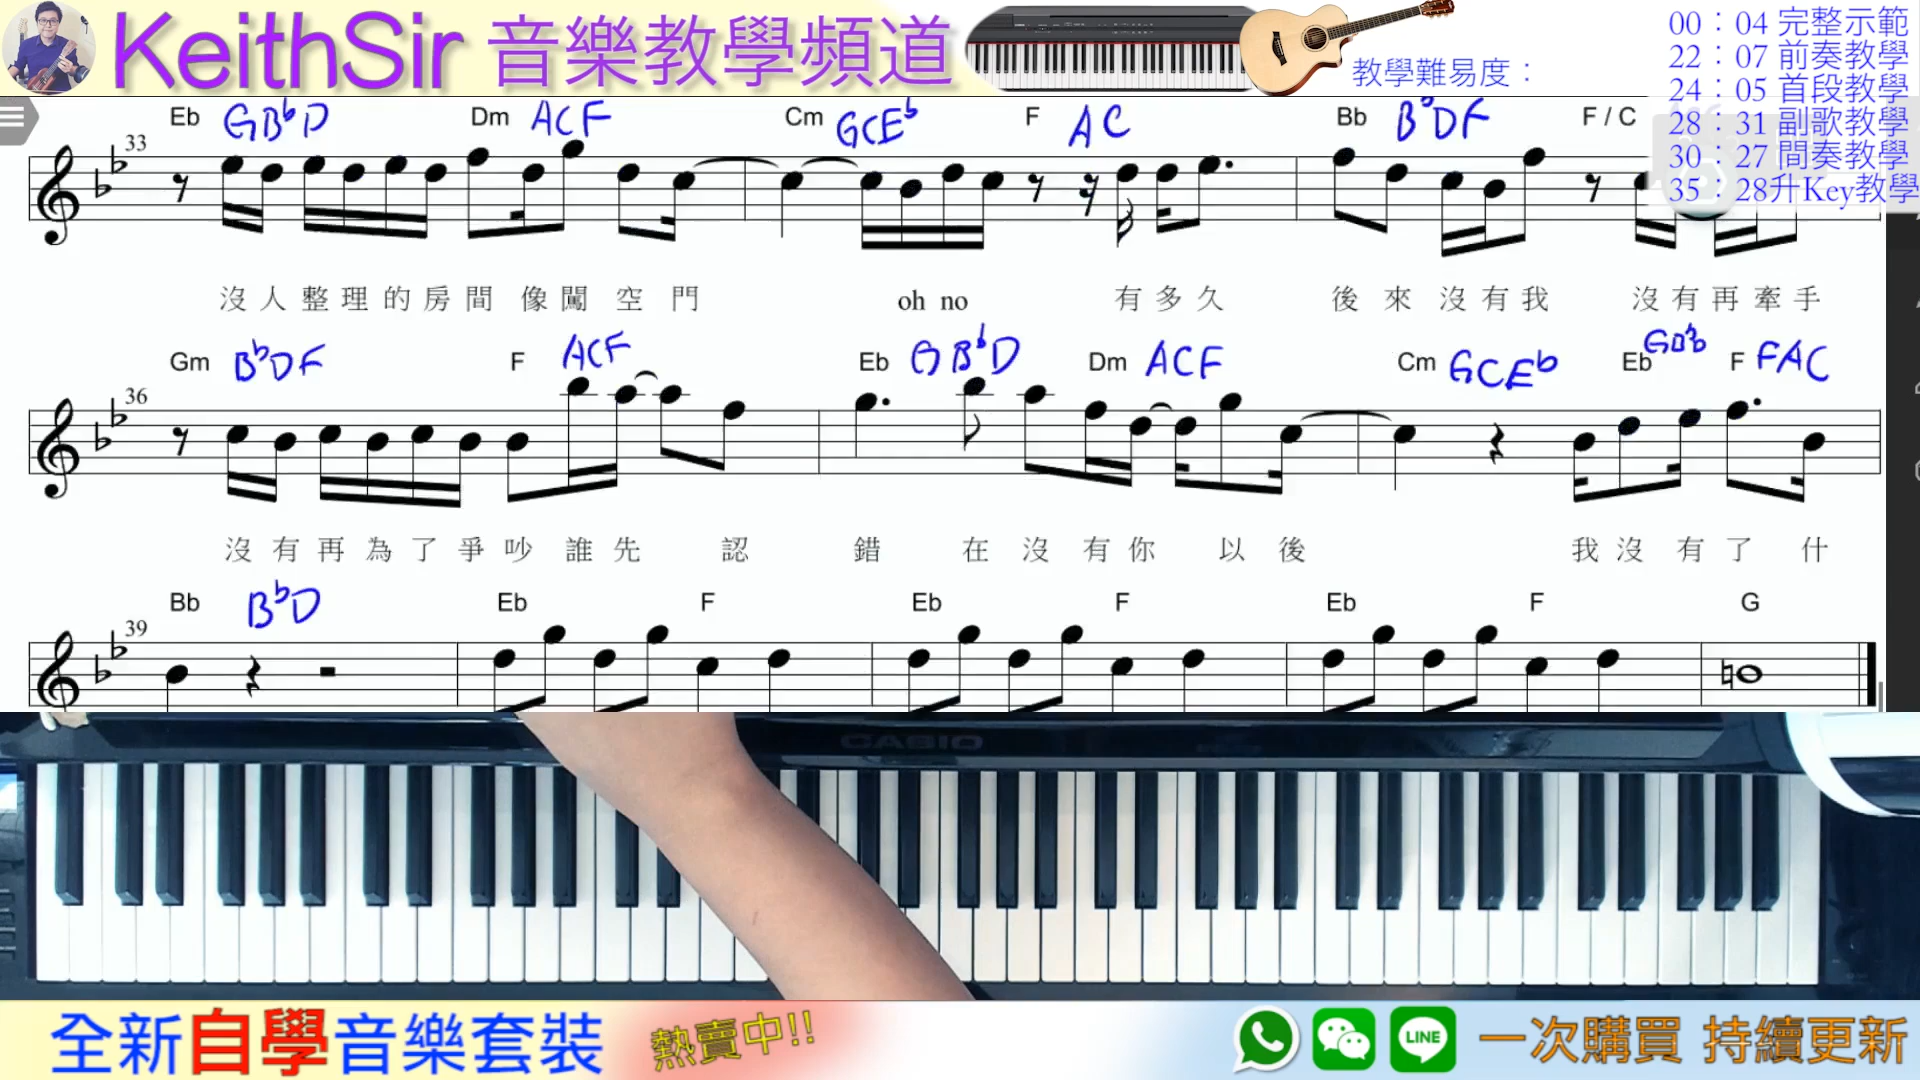 KeithSir 音樂教學頻道
教學難易度：
00：04 完整示範
22：07 前奏教學
24：05 首段教學
28：31 副歌教學
30：27 間奏教學
35：28升Key教學
Eb GB♭D Dm ACF Cm GCE♭ F AC Bb B♭DF F / C
33
沒人整理的房間 像闖 空 門 oh no 有多久 後來 沒有我 沒有再牽手
Gm B♭DF F ACF Eb GB♭D Dm ACF Cm GCE♭ Eb F FAC
36
沒有再為了爭吵 誰先 認 錯 在沒有你 以後 我沒有了什
Bb B♭D Eb F Eb F Eb F G
39
CASIO
全新自學音樂套裝 熱賣中!! LINE 一次購買 持續更新